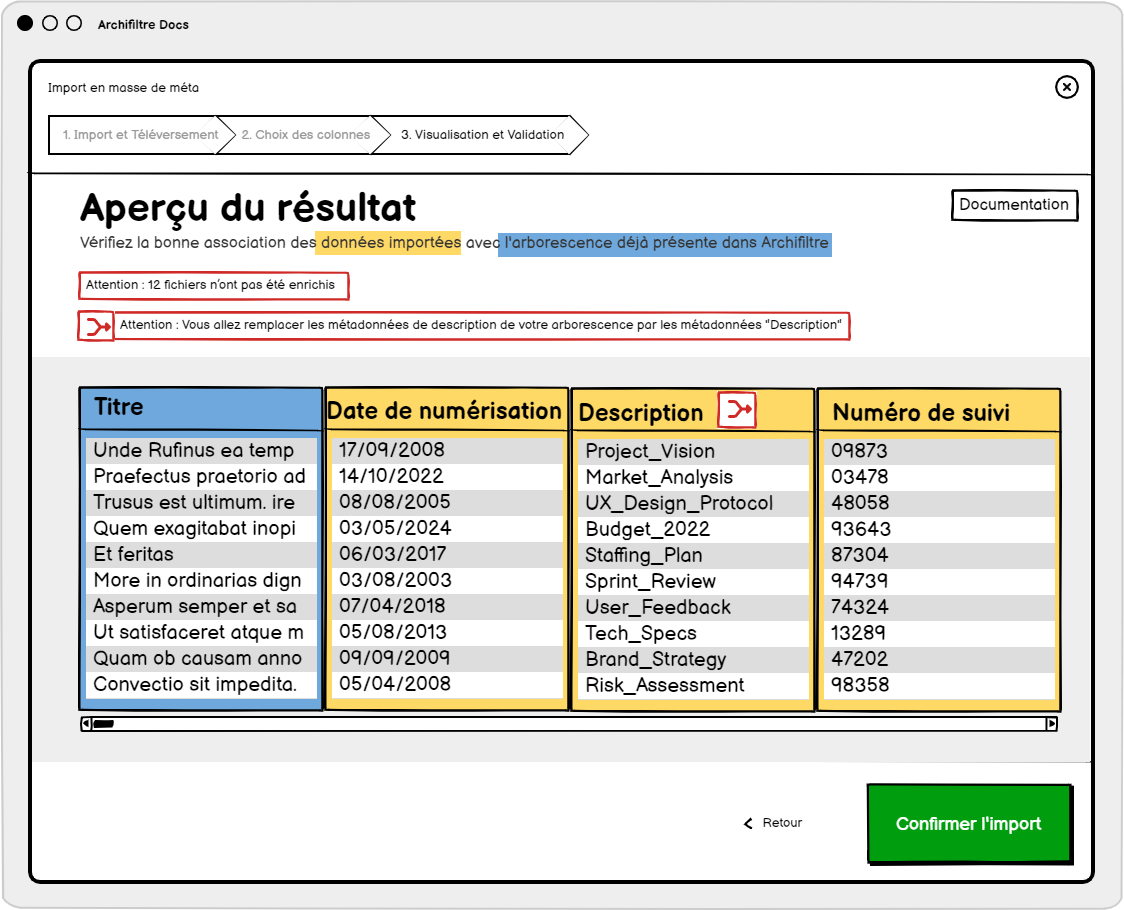 Archifiltre Docs
Import en masse de méta
1. Import et Téléversement
2. Choix des colonnes
3. Visualisation et Validation
Aperçu du résultat
Documentation
Vérifiez la bonne association des données importées avec l'arborescence déjà présente dans Archifiltre
Attention : 12 fichiers n'ont pas été enrichis
Attention : Vous allez remplacer les métadonnées de description de votre arborescence par les métadonnées "Description"
Titre Date de numérisation Description Numéro de suivi
Unde Rufinus ea temp 17/09/2008 Project_Vision 09873
Praefectus praetorio ad 14/10/2022 Market_Analysis 03478
Trusus est ultimum. ire 08/08/2005 UX_Design_Protocol 48058
Quem exagitabat inopi 03/05/2024 Budget_2022 93643
Et feritas 06/03/2017 Staffing_Plan 87304
More in ordinarias dign 03/08/2003 Sprint_Review 94739
Asperum semper et sa 07/04/2018 User_Feedback 74324
Ut satisfaceret atque m 05/08/2013 Tech_Specs 13289
Quam ob causam anno 09/09/2009 Brand_Strategy 47202
Convectio sit impedita. 05/04/2008 Risk_Assessment 98358
Retour
Confirmer l'import